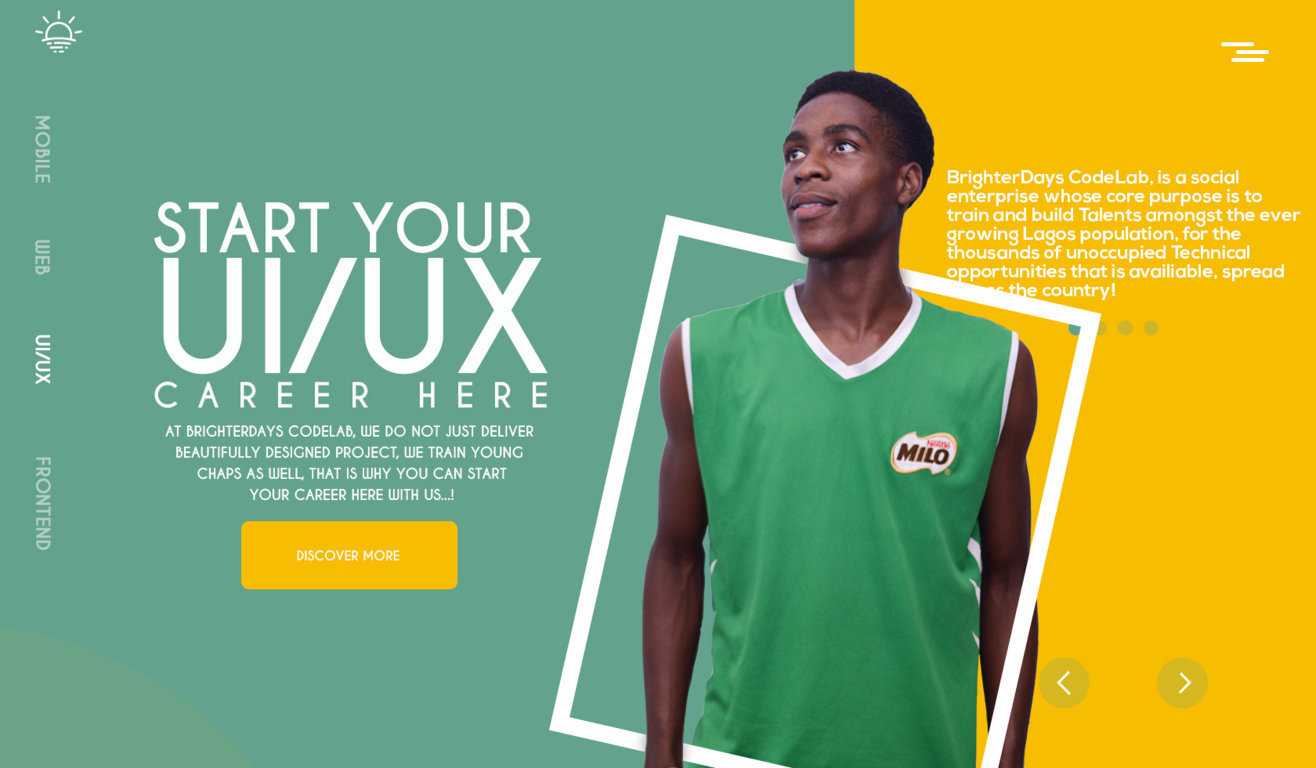 MOBILE
WEB
UI/UX
FRONTEND
START YOUR
UI/UX
CAREER HERE
AT BRIGHTERDAYS CODELAB, WE DO NOT JUST DELIVER
BEAUTIFULLY DESIGNED PROJECT, WE TRAIN YOUNG
CHAPS AS WELL, THAT IS WHY YOU CAN START
YOUR CAREER HERE WITH US...!
DISCOVER MORE
BrighterDays CodeLab, is a social
enterprise whose core purpose is to
train and build Talents amongst the ever
growing Lagos population, for the
thousands of unoccupied Technical
opportunities that is availiable, spread
the country!
Nestlé
MILO